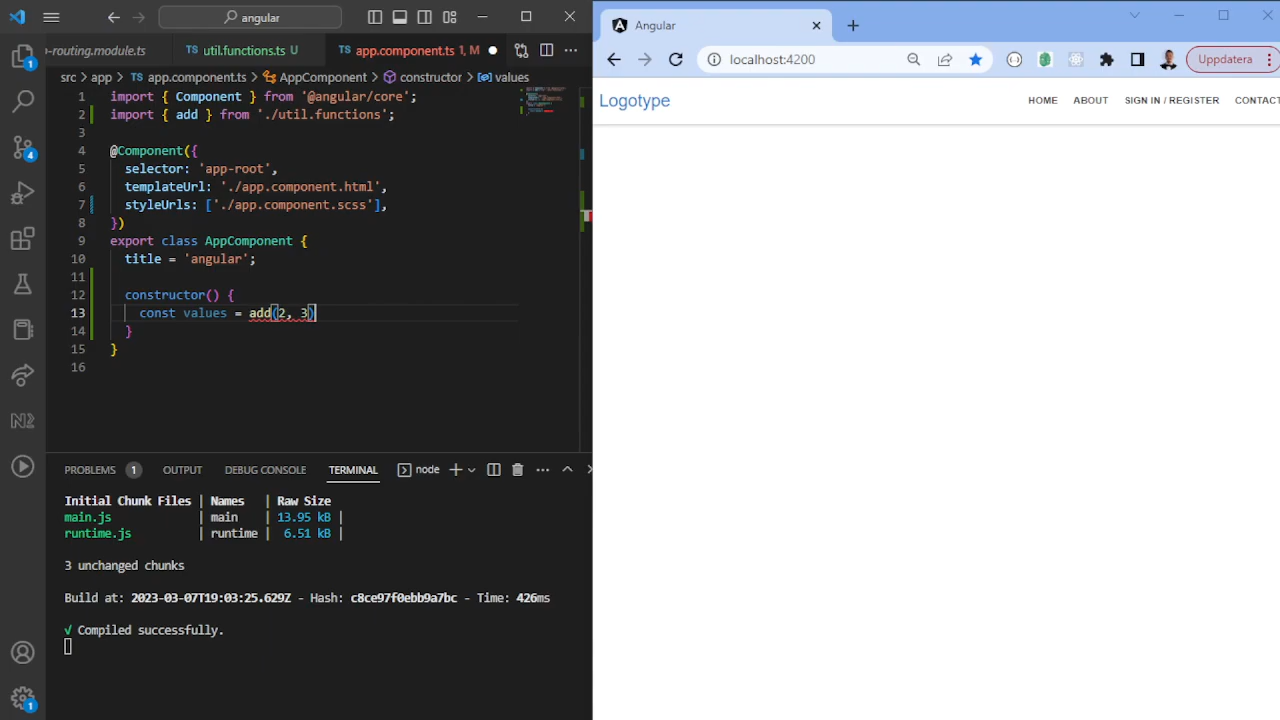 angular
-routing.module.ts
TS util.functions.ts U
TS app.component.ts 1, M
src > app > TS app.component.ts > AppComponent > constructor > values
1 import { Component } from '@angular/core';
2 import { add } from './util.functions';
3
4 @Component({
5 selector: 'app-root',
6 templateUrl: './app.component.html',
7 styleUrls: ['./app.component.scss'],
8 })
9 export class AppComponent {
10 title = 'angular';
11
12 constructor() {
13 const values = add(2, 3)
14 }
15 }
16
1
4
1
PROBLEMS 1 OUTPUT DEBUG CONSOLE TERMINAL node
Initial Chunk Files | Names | Raw Size
main.js | main | 13.95 kB |
runtime.js | runtime | 6.51 kB |
3 unchanged chunks
Build at: 2023-03-07T19:03:25.629Z - Hash: c8ce97f0ebb9a7bc - Time: 426ms
√ Compiled successfully.
Angular
localhost:4200
Uppdatera
Logotype
HOME ABOUT SIGN IN / REGISTER CONTACT